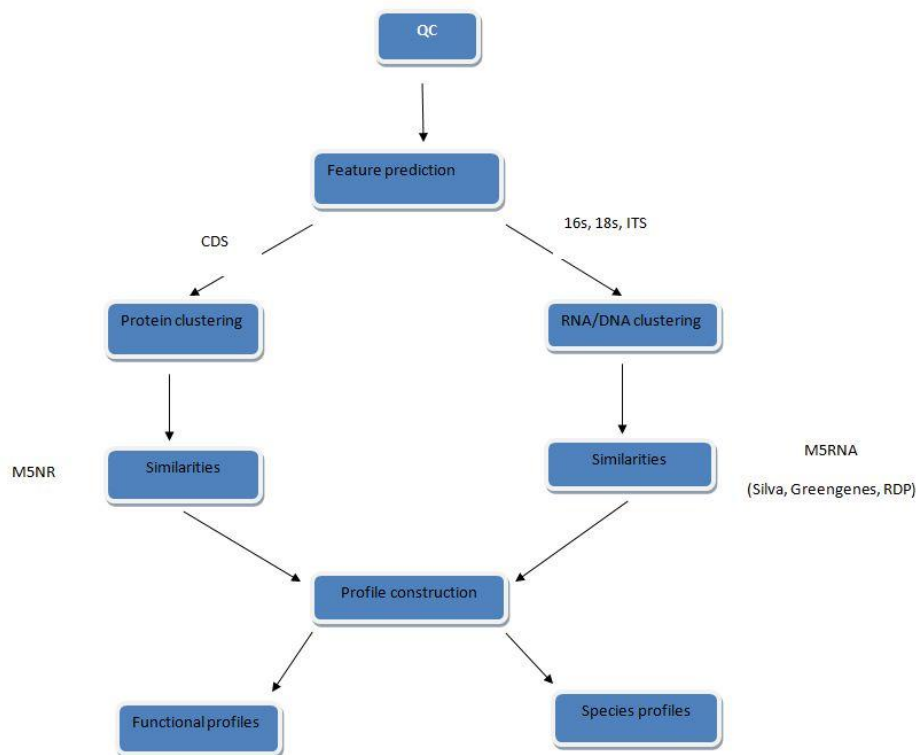 QC
Feature prediction
CDS
16s, 18s, ITS
Protein clustering
RNA/DNA clustering
M5NR
Similarities
Similarities
M5RNA
(Silva, Greengenes, RDP)
Profile construction
Functional profiles
Species profiles